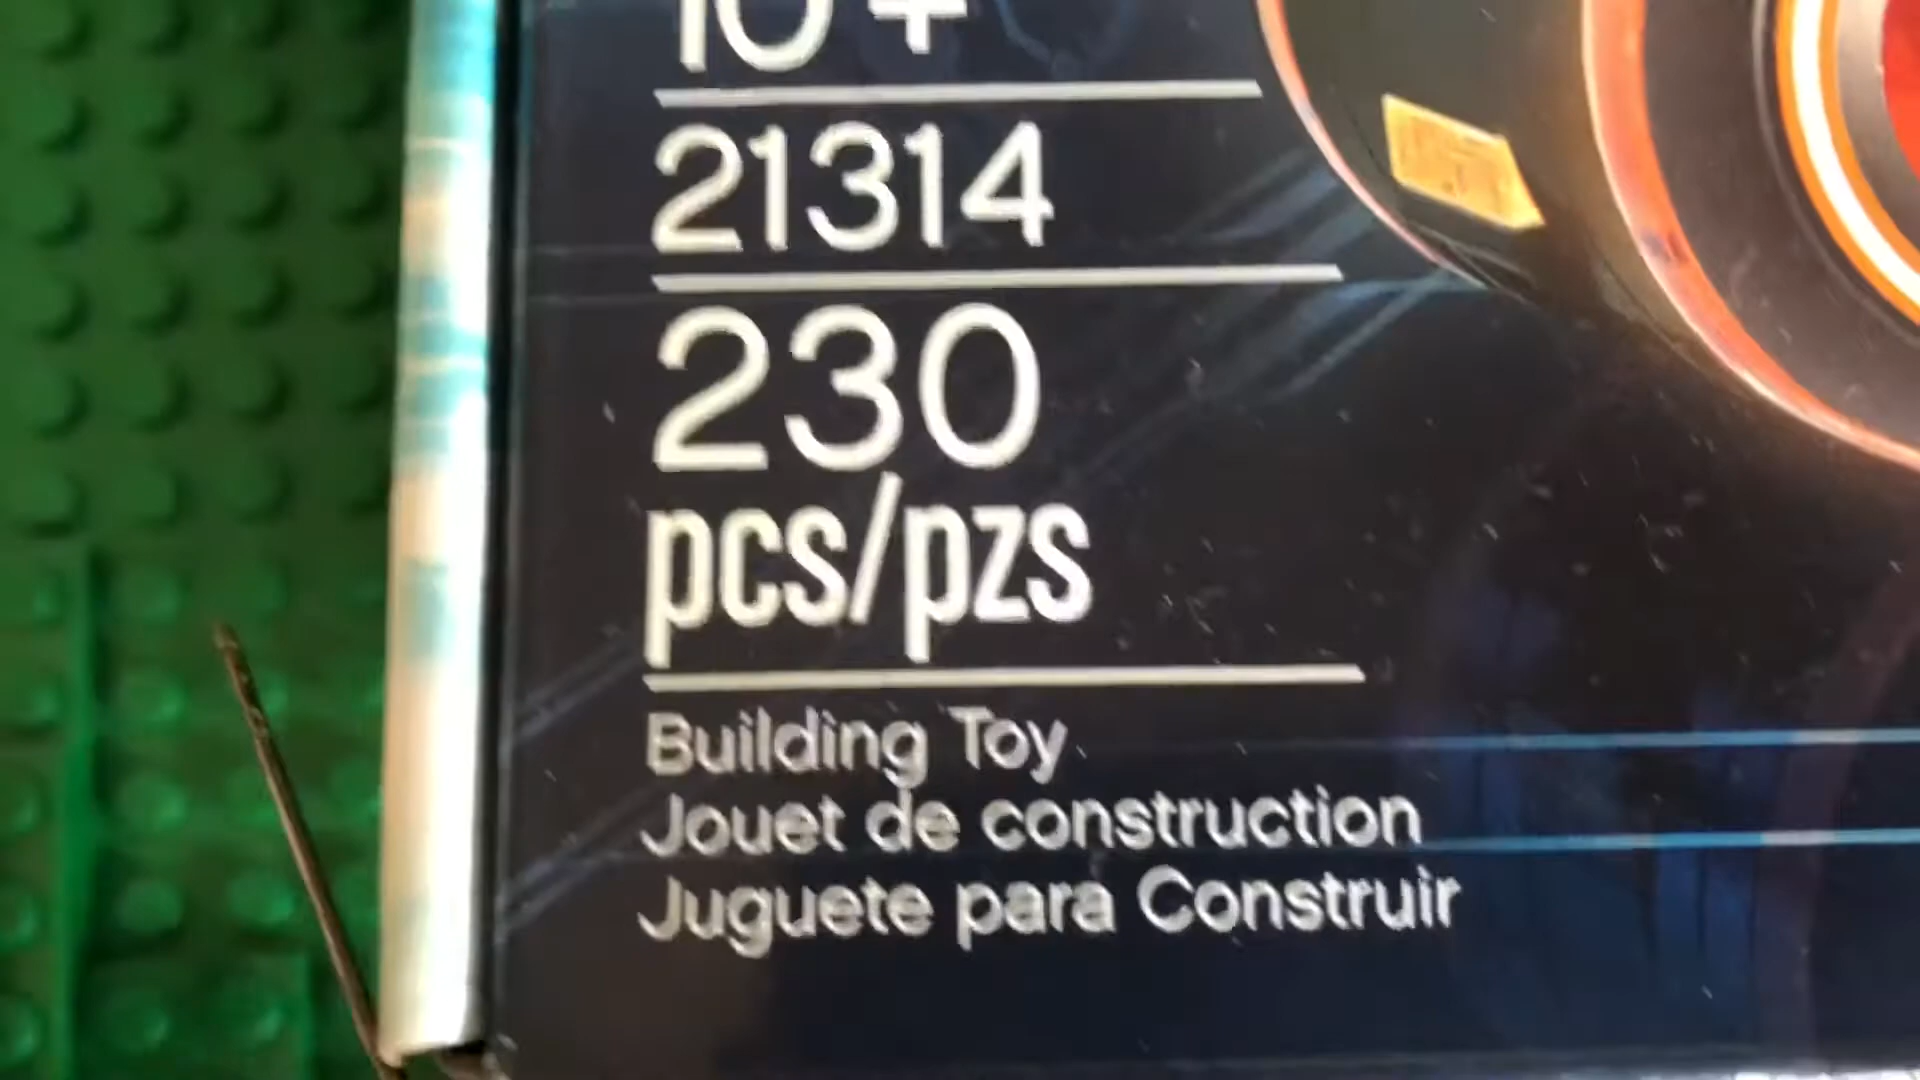 10+
21314
230
pcs/pzs
Building Toy
Jouet de construction
Juguete para Construir